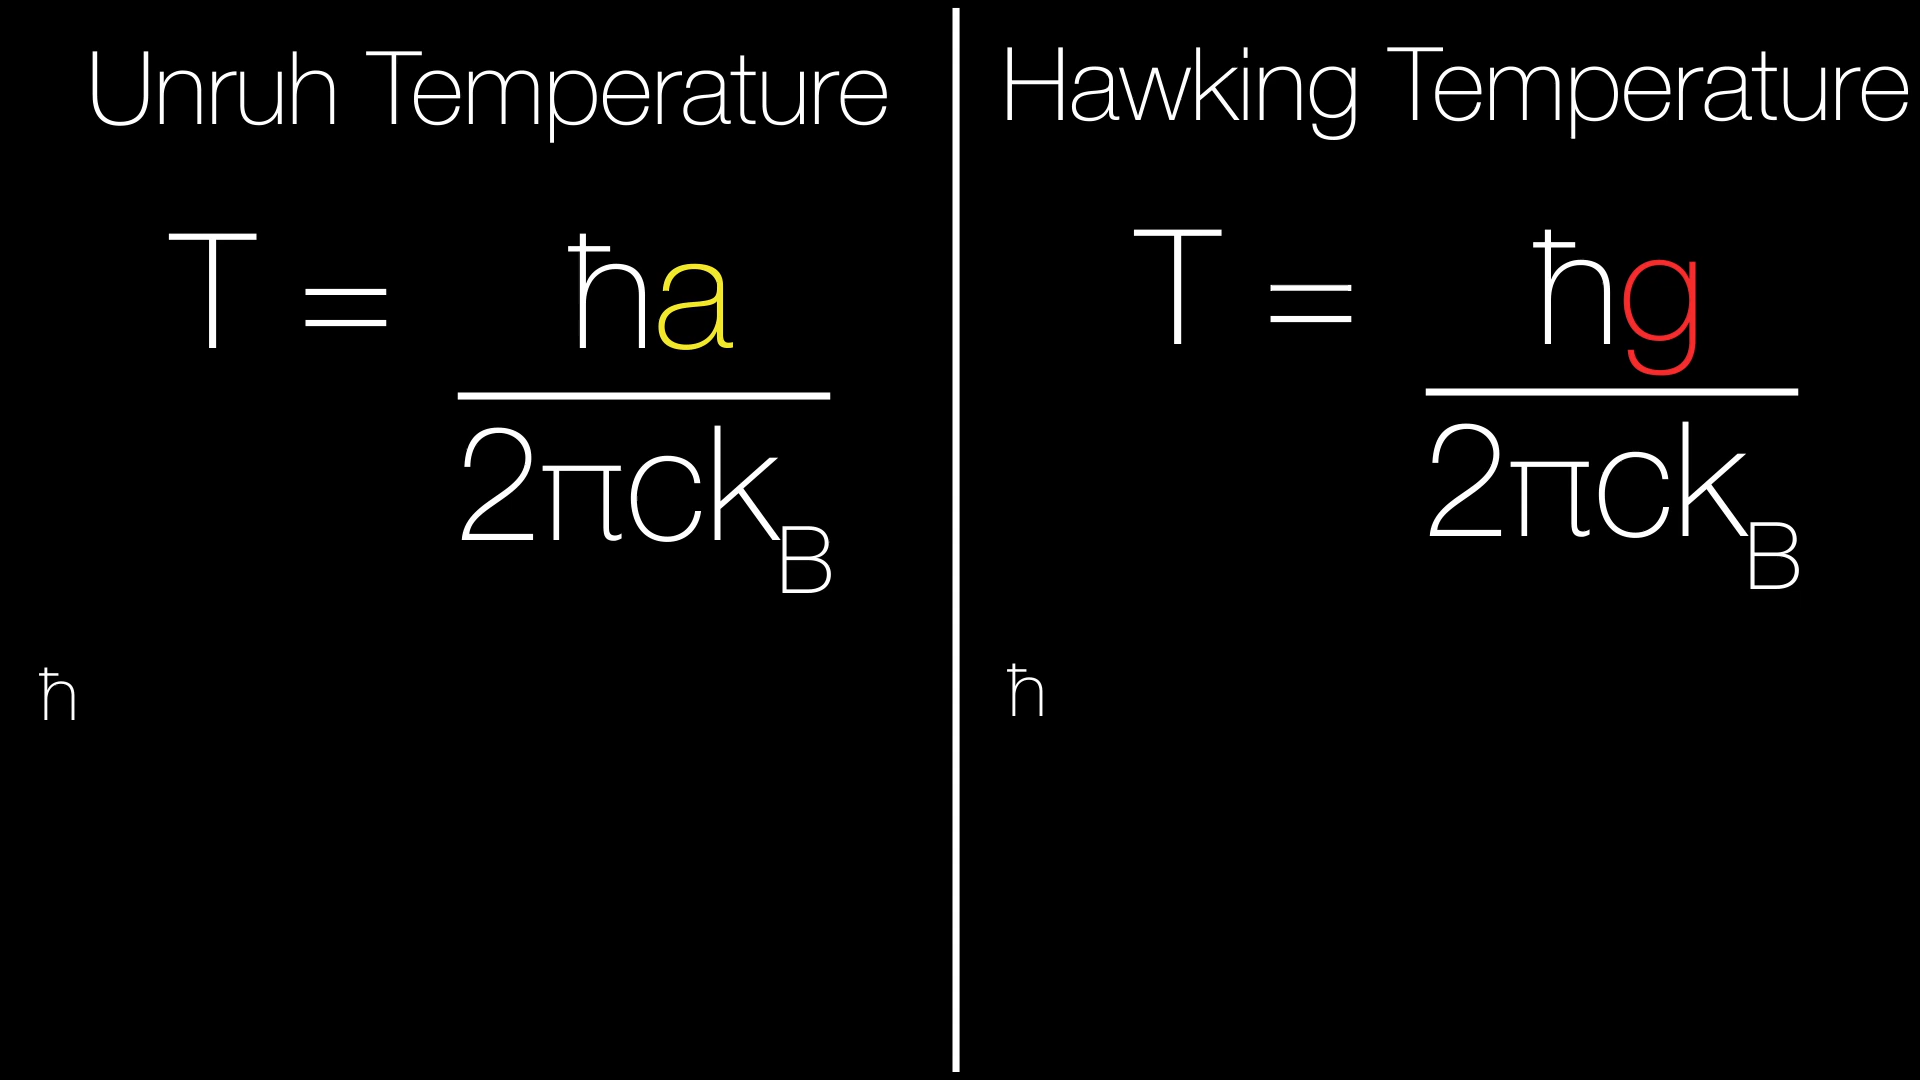 Unruh Temperature
T = ħa
2πck_B
ħ
Hawking Temperature
T = ħg
2πck_B
ħ